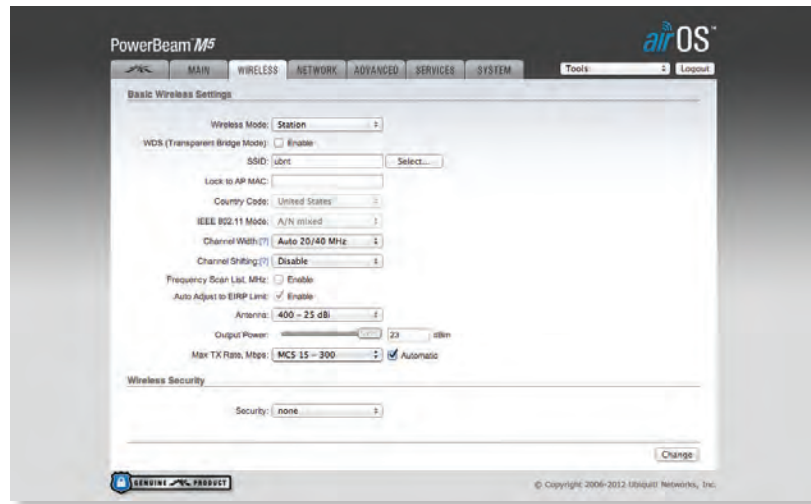 PowerBeam M5
airOS™
MAIN WIRELESS NETWORK ADVANCED SERVICES SYSTEM Tools: Logout
Basic Wireless Settings
Wireless Mode: Station
WDS (Transparent Bridge Mode): Enable
SSID: ubnt Select...
Lock to AP MAC:
Country Code: United States
IEEE 802.11 Mode: A/N mixed
Channel Width:[?] Auto 20/40 MHz
Channel Shifting:[?] Disable
Frequency Scan List, MHz: Enable
Auto Adjust to EIRP Limit: Enable
Antenna: 400 - 25 dBi
Output Power: 23 dBm
Max TX Rate, Mbps: MCS 15 - 300 Automatic
Wireless Security
Security: none
Change
GENUINE PRODUCT
© Copyright 2006-2012 Ubiquiti Networks, Inc.